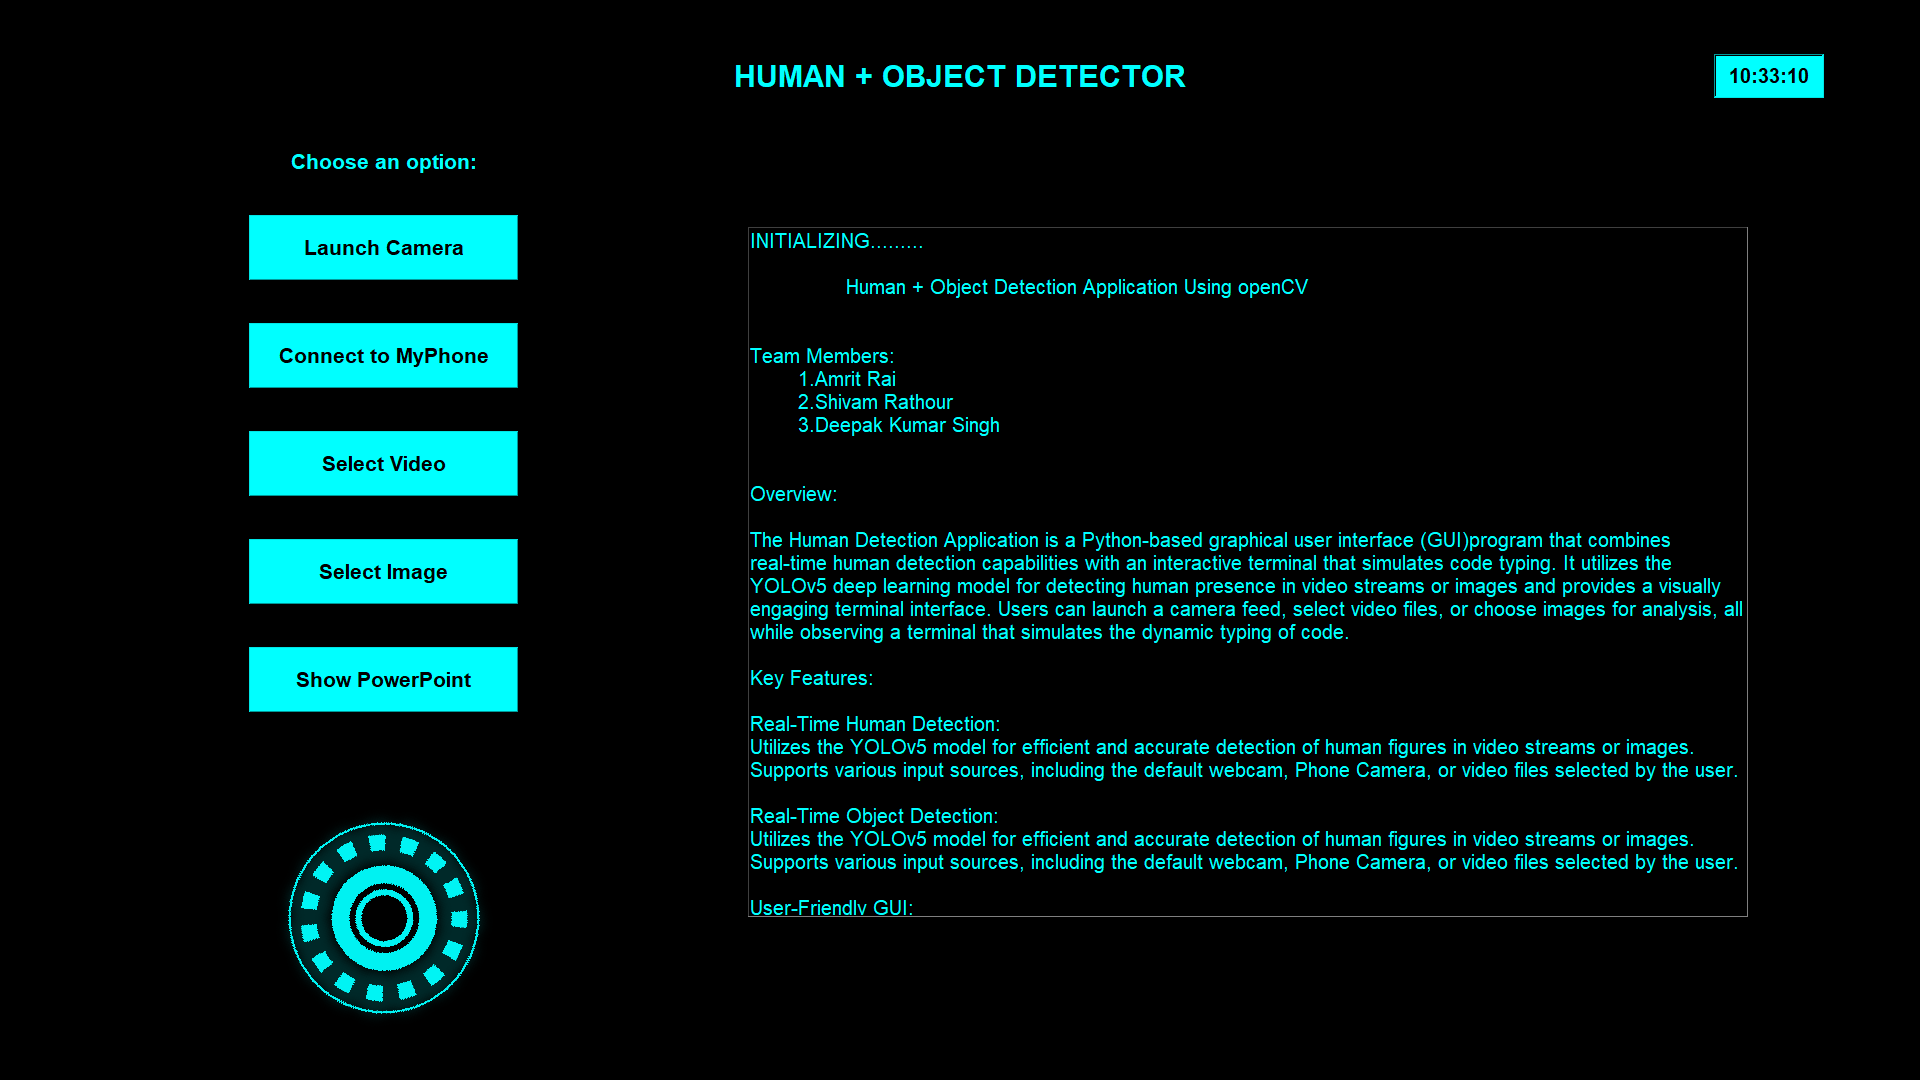 HUMAN + OBJECT DETECTOR
10:33:10
Choose an option:
Launch Camera
Connect to MyPhone
Select Video
Select Image
Show PowerPoint
INITIALIZING.........
Human + Object Detection Application Using openCV
Team Members:
1.Amrit Rai
2.Shivam Rathour
3.Deepak Kumar Singh
Overview:
The Human Detection Application is a Python-based graphical user interface (GUI)program that combines
real-time human detection capabilities with an interactive terminal that simulates code typing. It utilizes the
YOLOv5 deep learning model for detecting human presence in video streams or images and provides a visually
engaging terminal interface. Users can launch a camera feed, select video files, or choose images for analysis, all
while observing a terminal that simulates the dynamic typing of code.
Key Features:
Real-Time Human Detection:
Utilizes the YOLOv5 model for efficient and accurate detection of human figures in video streams or images.
Supports various input sources, including the default webcam, Phone Camera, or video files selected by the user.
Real-Time Object Detection:
Utilizes the YOLOv5 model for efficient and accurate detection of human figures in video streams or images.
Supports various input sources, including the default webcam, Phone Camera, or video files selected by the user.
User-Friendly GUI: